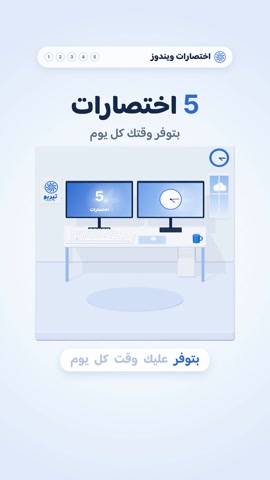 اختصارات ويندوز
1 2 3 4 5
5 اختصارات
بتوفر وقتك كل يوم
5
اختصارات
تيربو
بتوفر عليك وقت كل يوم